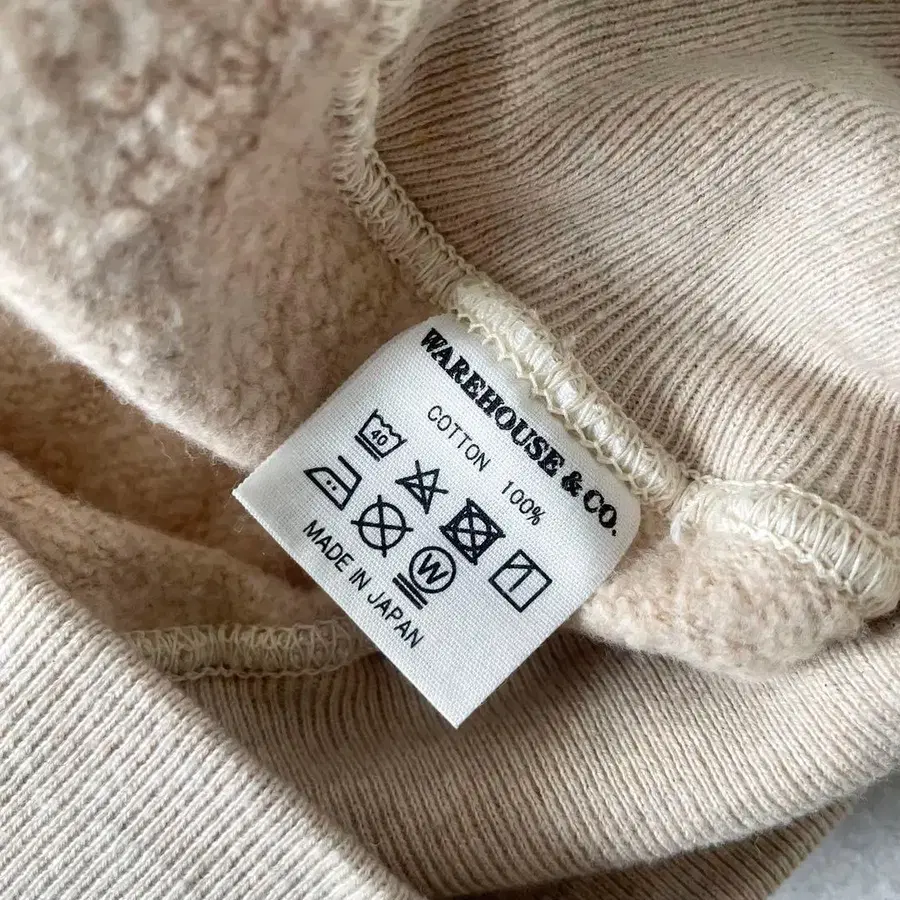 WAREHOUSE & CO.
COTTON 100%
40
W
MADE IN JAPAN